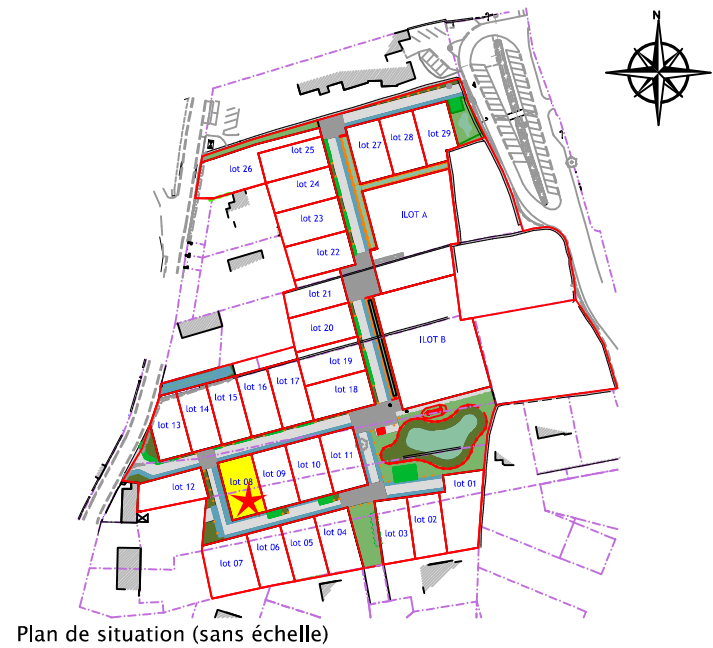 N
lot 29
lot 28
lot 27
lot 25
lot 26
lot 24
lot 23
ILOT A
lot 22
lot 21
lot 20
ILOT B
lot 19
lot 18
lot 17
lot 16
lot 15
lot 14
lot 13
lot 11
lot 10
lot 09
lot 08
lot 12
lot 01
lot 02
lot 03
lot 04
lot 05
lot 06
lot 07
Plan de situation (sans échelle)